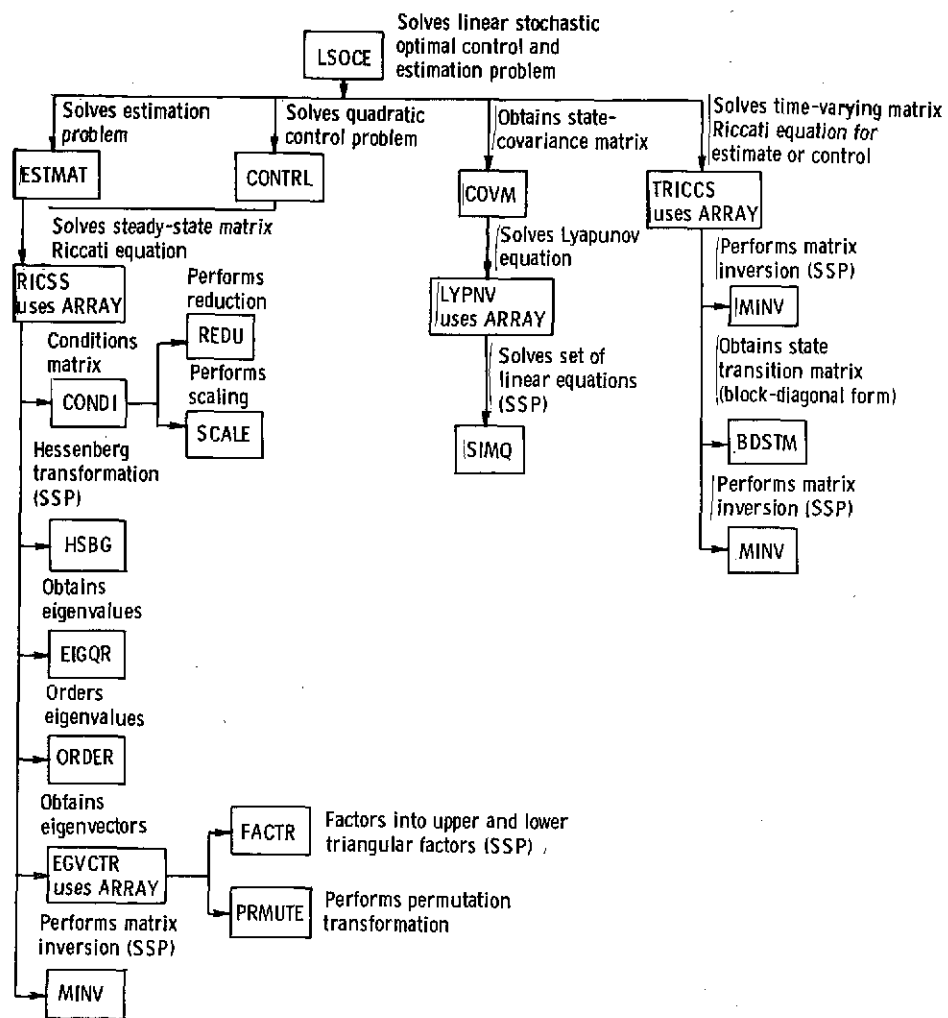 Solves linear stochastic
optimal control and
estimation problem
LSOCE
Solves estimation
problem
ESTMAT
Solves quadratic
control problem
CONTRL
Obtains state-
covariance matrix
COVM
Solves time-varying matrix
Riccati equation for
estimate or control
TRICCS
uses ARRAY
Solves steady-state matrix
Riccati equation
RICSS
uses ARRAY
Conditions
matrix
CONDI
Performs
reduction
REDU
Performs
scaling
SCALE
Hessenberg
transformation
(SSP)
HSBG
Obtains
eigenvalues
EIGQR
Orders
eigenvalues
ORDER
Obtains
eigenvectors
EGVCTR
uses ARRAY
FACTR
Factors into upper and lower
triangular factors (SSP)
PRMUTE
Performs permutation
transformation
Performs matrix
inversion (SSP)
MINV
Solves Lyapunov
equation
LYPNV
uses ARRAY
Solves set of
linear equations
(SSP)
SIMQ
Performs matrix
inversion (SSP)
MINV
Obtains state
transition matrix
(block-diagonal form)
BDSTM
Performs matrix
inversion (SSP)
MINV